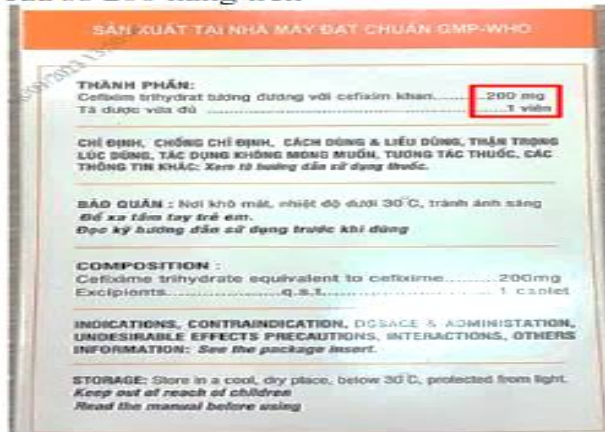 SẢN XUẤT TẠI NHÀ MÁY ĐẠT CHUẨN GMP-WHO
THÀNH PHẦN:
Cefixim trihydrat tương đương với cefixim khan.........200 mg
Tá dược vừa đủ ..........1 viên
CHỈ ĐỊNH, CHỐNG CHỈ ĐỊNH, CÁCH DÙNG & LIỀU DÙNG, THẬN TRỌNG
LÚC DÙNG, TÁC DỤNG KHÔNG MONG MUỐN, TƯƠNG TÁC THUỐC, CÁC
THÔNG TIN KHÁC: Xem tờ hướng dẫn sử dụng thuốc.
BẢO QUẢN : Nơi khô mát, nhiệt độ dưới 30°C, tránh ánh sáng
Để xa tầm tay trẻ em.
Đọc kỹ hướng dẫn sử dụng trước khi dùng
COMPOSITION :
Cefixime trihydrate equivalent to cefixime........200mg
Excipients................q.s.t.................1 caplet
INDICATIONS, CONTRAINDICATION, DOSAGE & ADMINISTATION,
UNDESIRABLE EFFECTS PRECAUTIONS, INTERACTIONS, OTHERS
INFORMATION: See the package insert.
STORAGE: Store in a cool, dry place, below 30°C, protected from light.
Keep out of reach of children
Read the manual before using